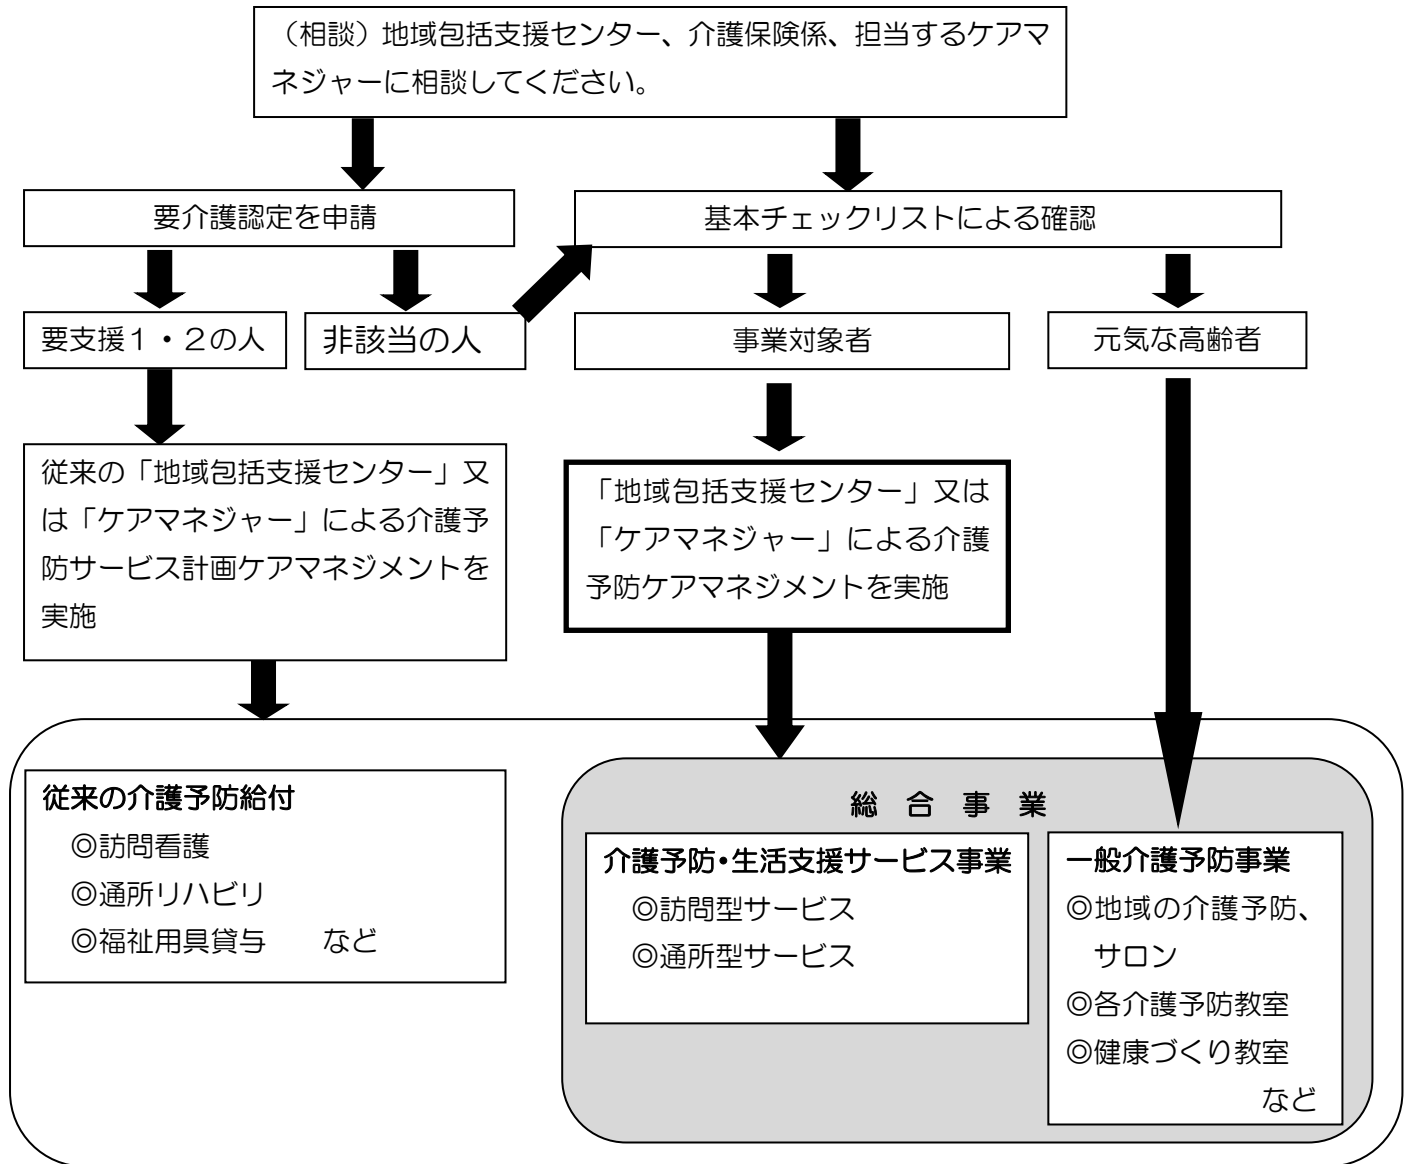 （相談）地域包括支援センター、介護保険係、担当するケアマ
ネジャーに相談してください。
要介護認定を申請
基本チェックリストによる確認
要支援１・２の人
非該当の人
事業対象者
元気な高齢者
従来の「地域包括支援センター」又
は「ケアマネジャー」による介護予
防サービス計画ケアマネジメントを
実施
「地域包括支援センター」又は
「ケアマネジャー」による介護
予防ケアマネジメントを実施
従来の介護予防給付
◎訪問看護
◎通所リハビリ
◎福祉用具貸与　　など
総　合　事　業
介護予防・生活支援サービス事業
◎訪問型サービス
◎通所型サービス
一般介護予防事業
◎地域の介護予防、
サロン
◎各介護予防教室
◎健康づくり教室
など